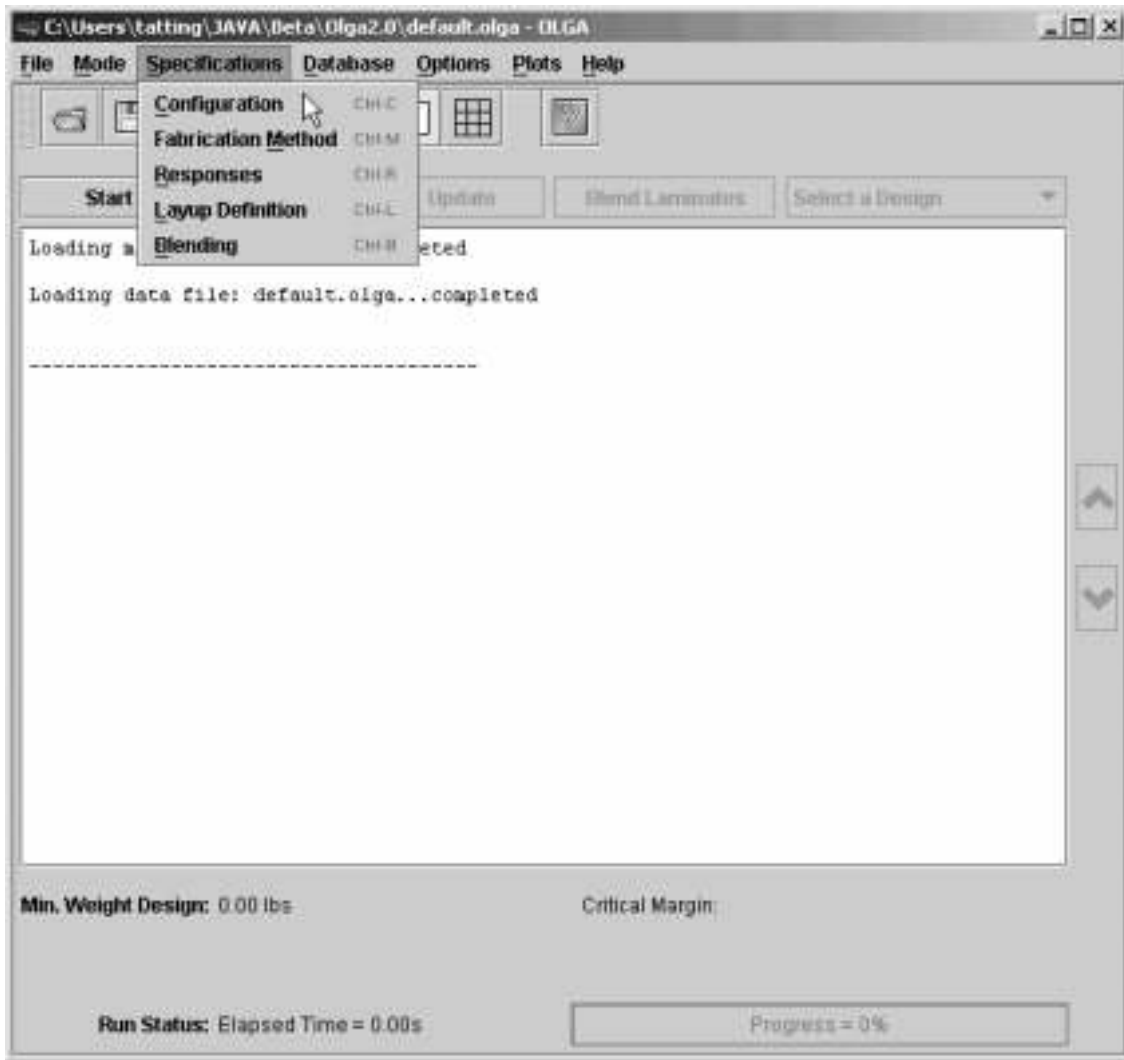 C:\Users\tatting\JAVA\Beta\Olga2.0\default.olga - OLGA
File Mode Specifications Database Options Plots Help
Configuration Ctrl-C
Fabrication Method Ctrl-M
Responses Ctrl-R
Layup Definition Ctrl-L
Blending Ctrl-B
Start Update Blend Laminates Select a Design
Loading m eted
Loading data file: default.olga...completed
--------------------------------------
Min. Weight Design: 0.00 lbs Critical Margin:
Run Status: Elapsed Time = 0.00s Progress = 0%